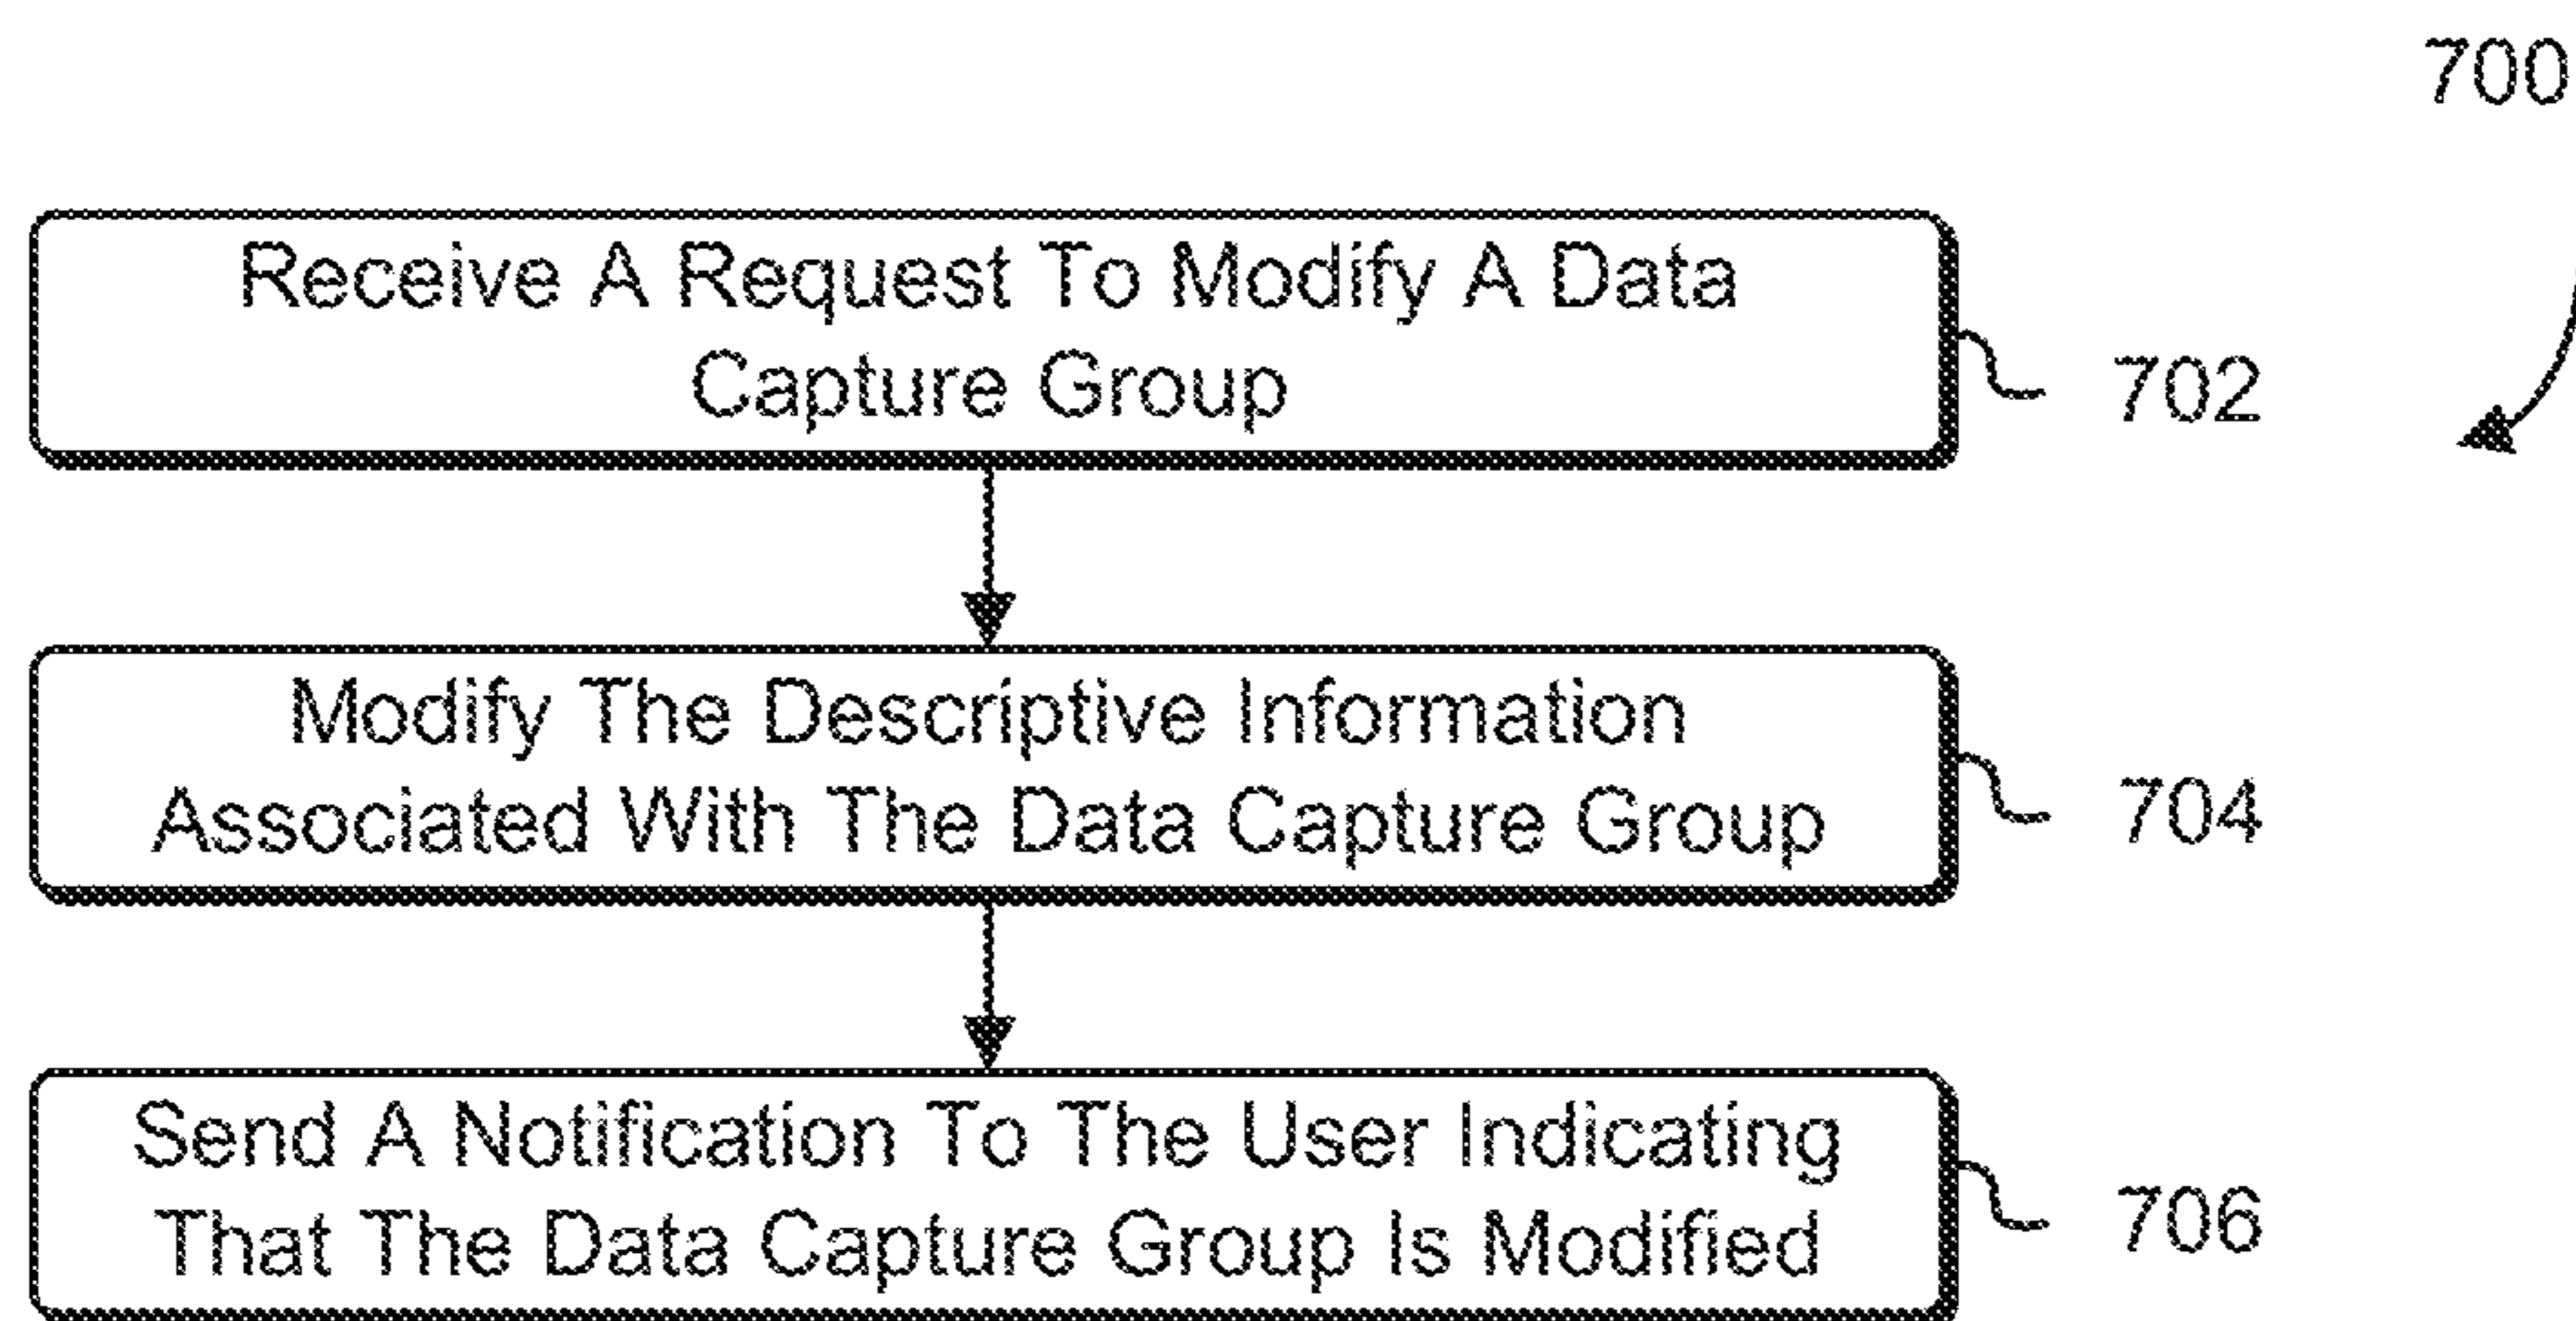 700
Receive A Request To Modify A Data
Capture Group
702
Modify The Descriptive Information
Associated With The Data Capture Group
704
Send A Notification To The User Indicating
That The Data Capture Group Is Modified
706